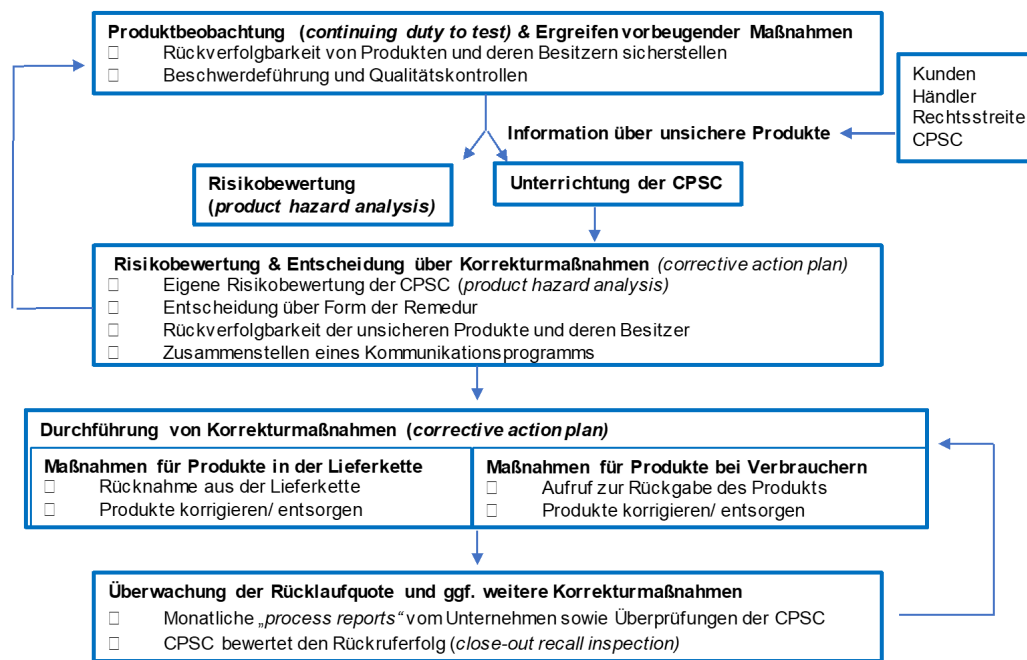 Produktbeobachtung (continuing duty to test) & Ergreifen vorbeugender Maßnahmen
Rückverfolgbarkeit von Produkten und deren Besitzern sicherstellen
Beschwerdeführung und Qualitätskontrollen
Kunden
Händler
Rechtsstreite
CPSC
Information über unsichere Produkte
Risikobewertung
(product hazard analysis)
Unterrichtung der CPSC
Risikobewertung & Entscheidung über Korrekturmaßnahmen (corrective action plan)
Eigene Risikobewertung der CPSC (product hazard analysis)
Entscheidung über Form der Remedur
Rückverfolgbarkeit der unsicheren Produkte und deren Besitzer
Zusammenstellen eines Kommunikationsprogramms
Durchführung von Korrekturmaßnahmen (corrective action plan)
Maßnahmen für Produkte in der Lieferkette
Rücknahme aus der Lieferkette
Produkte korrigieren/ entsorgen
Maßnahmen für Produkte bei Verbrauchern
Aufruf zur Rückgabe des Produkts
Produkte korrigieren/ entsorgen
Überwachung der Rücklaufquote und ggf. weitere Korrekturmaßnahmen
Monatliche „process reports“ vom Unternehmen sowie Überprüfungen der CPSC
CPSC bewertet den Rückruferfolg (close-out recall inspection)